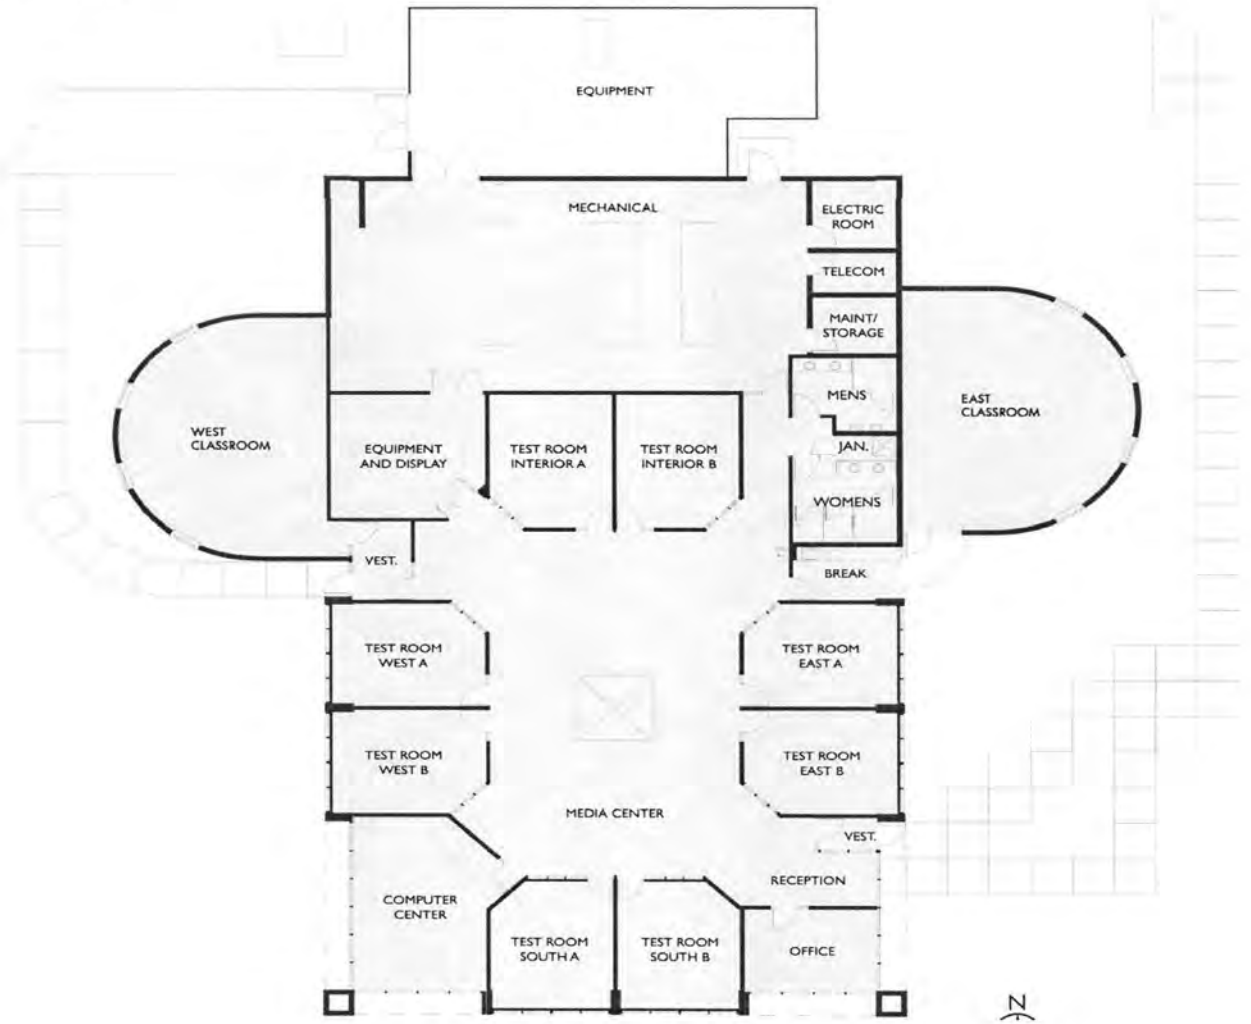 EQUIPMENT
MECHANICAL
ELECTRIC
ROOM
TELECOM
MAINT/
STORAGE
MENS
EAST
CLASSROOM
WEST
CLASSROOM
EQUIPMENT
AND DISPLAY
TEST ROOM
INTERIOR A
TEST ROOM
INTERIOR B
JAN.
WOMENS
VEST.
BREAK
TEST ROOM
WEST A
TEST ROOM
EAST A
TEST ROOM
WEST B
TEST ROOM
EAST B
MEDIA CENTER
VEST.
RECEPTION
COMPUTER
CENTER
TEST ROOM
SOUTH A
TEST ROOM
SOUTH B
OFFICE
N